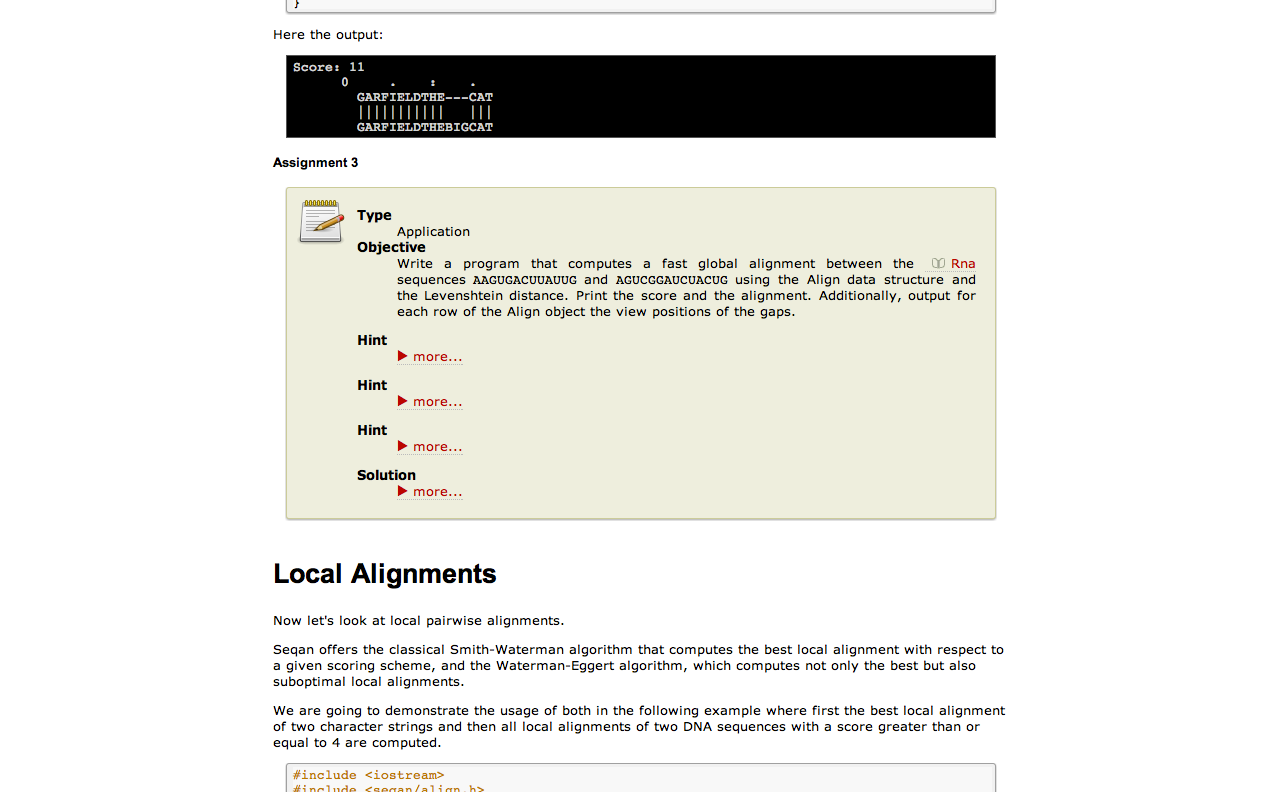 }
Here the output:
Score: 11
0     .    :    .
GARFIELDTHE---CAT
|||||||||||   |||
GARFIELDTHEBIGCAT
Assignment 3
Type
Application
Objective
Write a program that computes a fast global alignment between the Rna
sequences AAGUGACUUAUUG and AGUCGGAUCUACUG using the Align data structure and
the Levenshtein distance. Print the score and the alignment. Additionally, output for
each row of the Align object the view positions of the gaps.
Hint
more...
Hint
more...
Hint
more...
Solution
more...
Local Alignments
Now let's look at local pairwise alignments.
Seqan offers the classical Smith-Waterman algorithm that computes the best local alignment with respect to
a given scoring scheme, and the Waterman-Eggert algorithm, which computes not only the best but also
suboptimal local alignments.
We are going to demonstrate the usage of both in the following example where first the best local alignment
of two character strings and then all local alignments of two DNA sequences with a score greater than or
equal to 4 are computed.
#include <iostream>
#include <seqan/align.h>